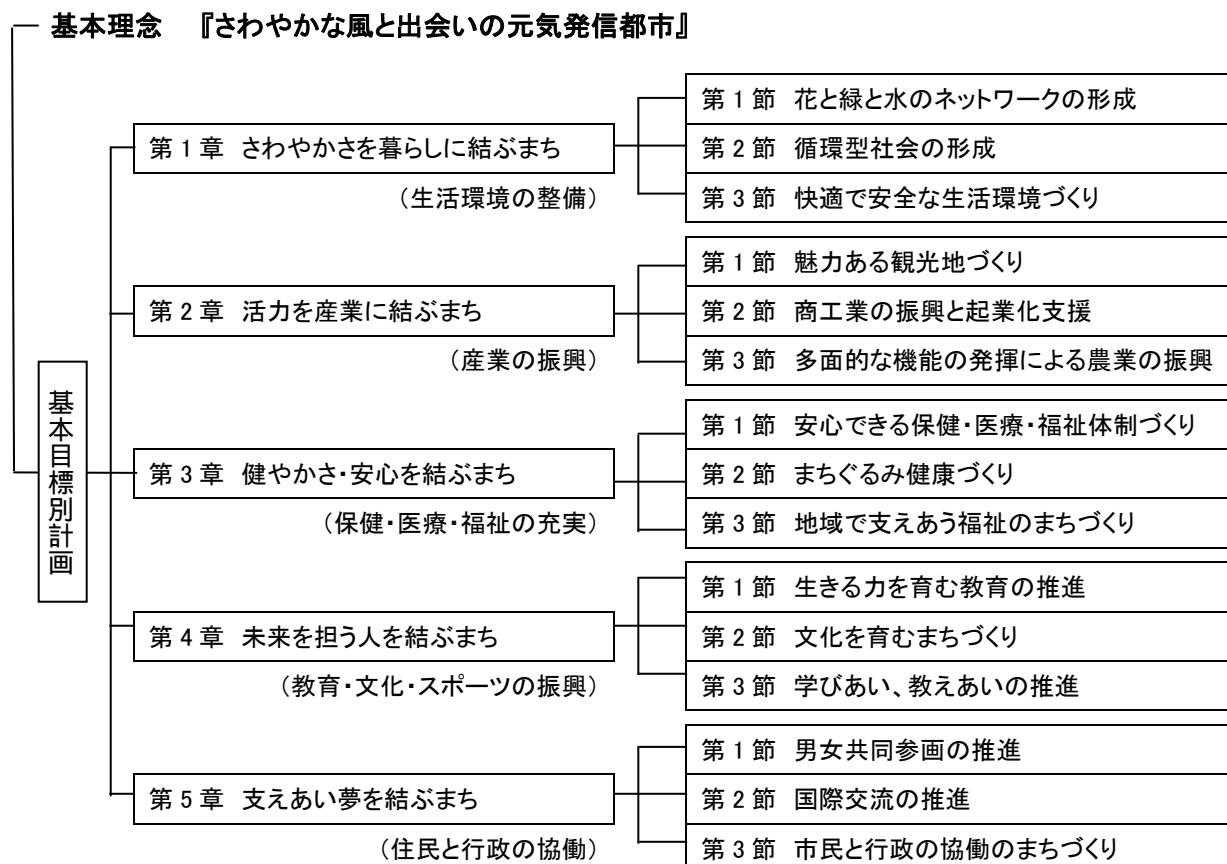 基本理念 『さわやかな風と出会いの元気発信都市』
基本目標別計画
第1章 さわやかさを暮らしに結ぶまち
(生活環境の整備)
第1節 花と緑と水のネットワークの形成
第2節 循環型社会の形成
第3節 快適で安全な生活環境づくり
第2章 活力を産業に結ぶまち
(産業の振興)
第1節 魅力ある観光地づくり
第2節 商工業の振興と起業化支援
第3節 多面的な機能の発揮による農業の振興
第3章 健やかさ・安心を結ぶまち
(保健・医療・福祉の充実)
第1節 安心できる保健・医療・福祉体制づくり
第2節 まちぐるみ健康づくり
第3節 地域で支えあう福祉のまちづくり
第4章 未来を担う人を結ぶまち
(教育・文化・スポーツの振興)
第1節 生きる力を育む教育の推進
第2節 文化を育むまちづくり
第3節 学びあい、教えあいの推進
第5章 支えあい夢を結ぶまち
(住民と行政の協働)
第1節 男女共同参画の推進
第2節 国際交流の推進
第3節 市民と行政の協働のまちづくり